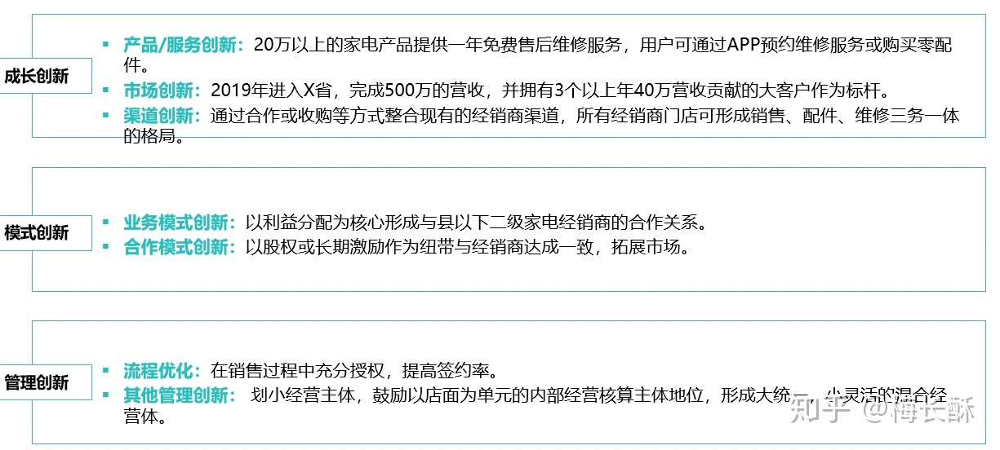 成长创新
▪ 产品/服务创新：20万以上的家电产品提供一年免费售后维修服务，用户可通过APP预约维修服务或购买零配
件。
▪ 市场创新：2019年进入X省，完成500万的营收，并拥有3个以上年40万营收贡献的大客户作为标杆。
▪ 渠道创新：通过合作或收购等方式整合现有的经销商渠道，所有经销商门店可形成销售、配件、维修三务一体
的格局。
模式创新
▪ 业务模式创新：以利益分配为核心形成与县以下二级家电经销商的合作关系。
▪ 合作模式创新：以股权或长期激励作为纽带与经销商达成一致，拓展市场。
管理创新
▪ 流程优化：在销售过程中充分授权，提高签约率。
▪ 其他管理创新： 划小经营主体，鼓励以店面为单元的内部经营核算主体地位，形成大统一，小灵活的混合经
营体。
知乎 @梅长酥